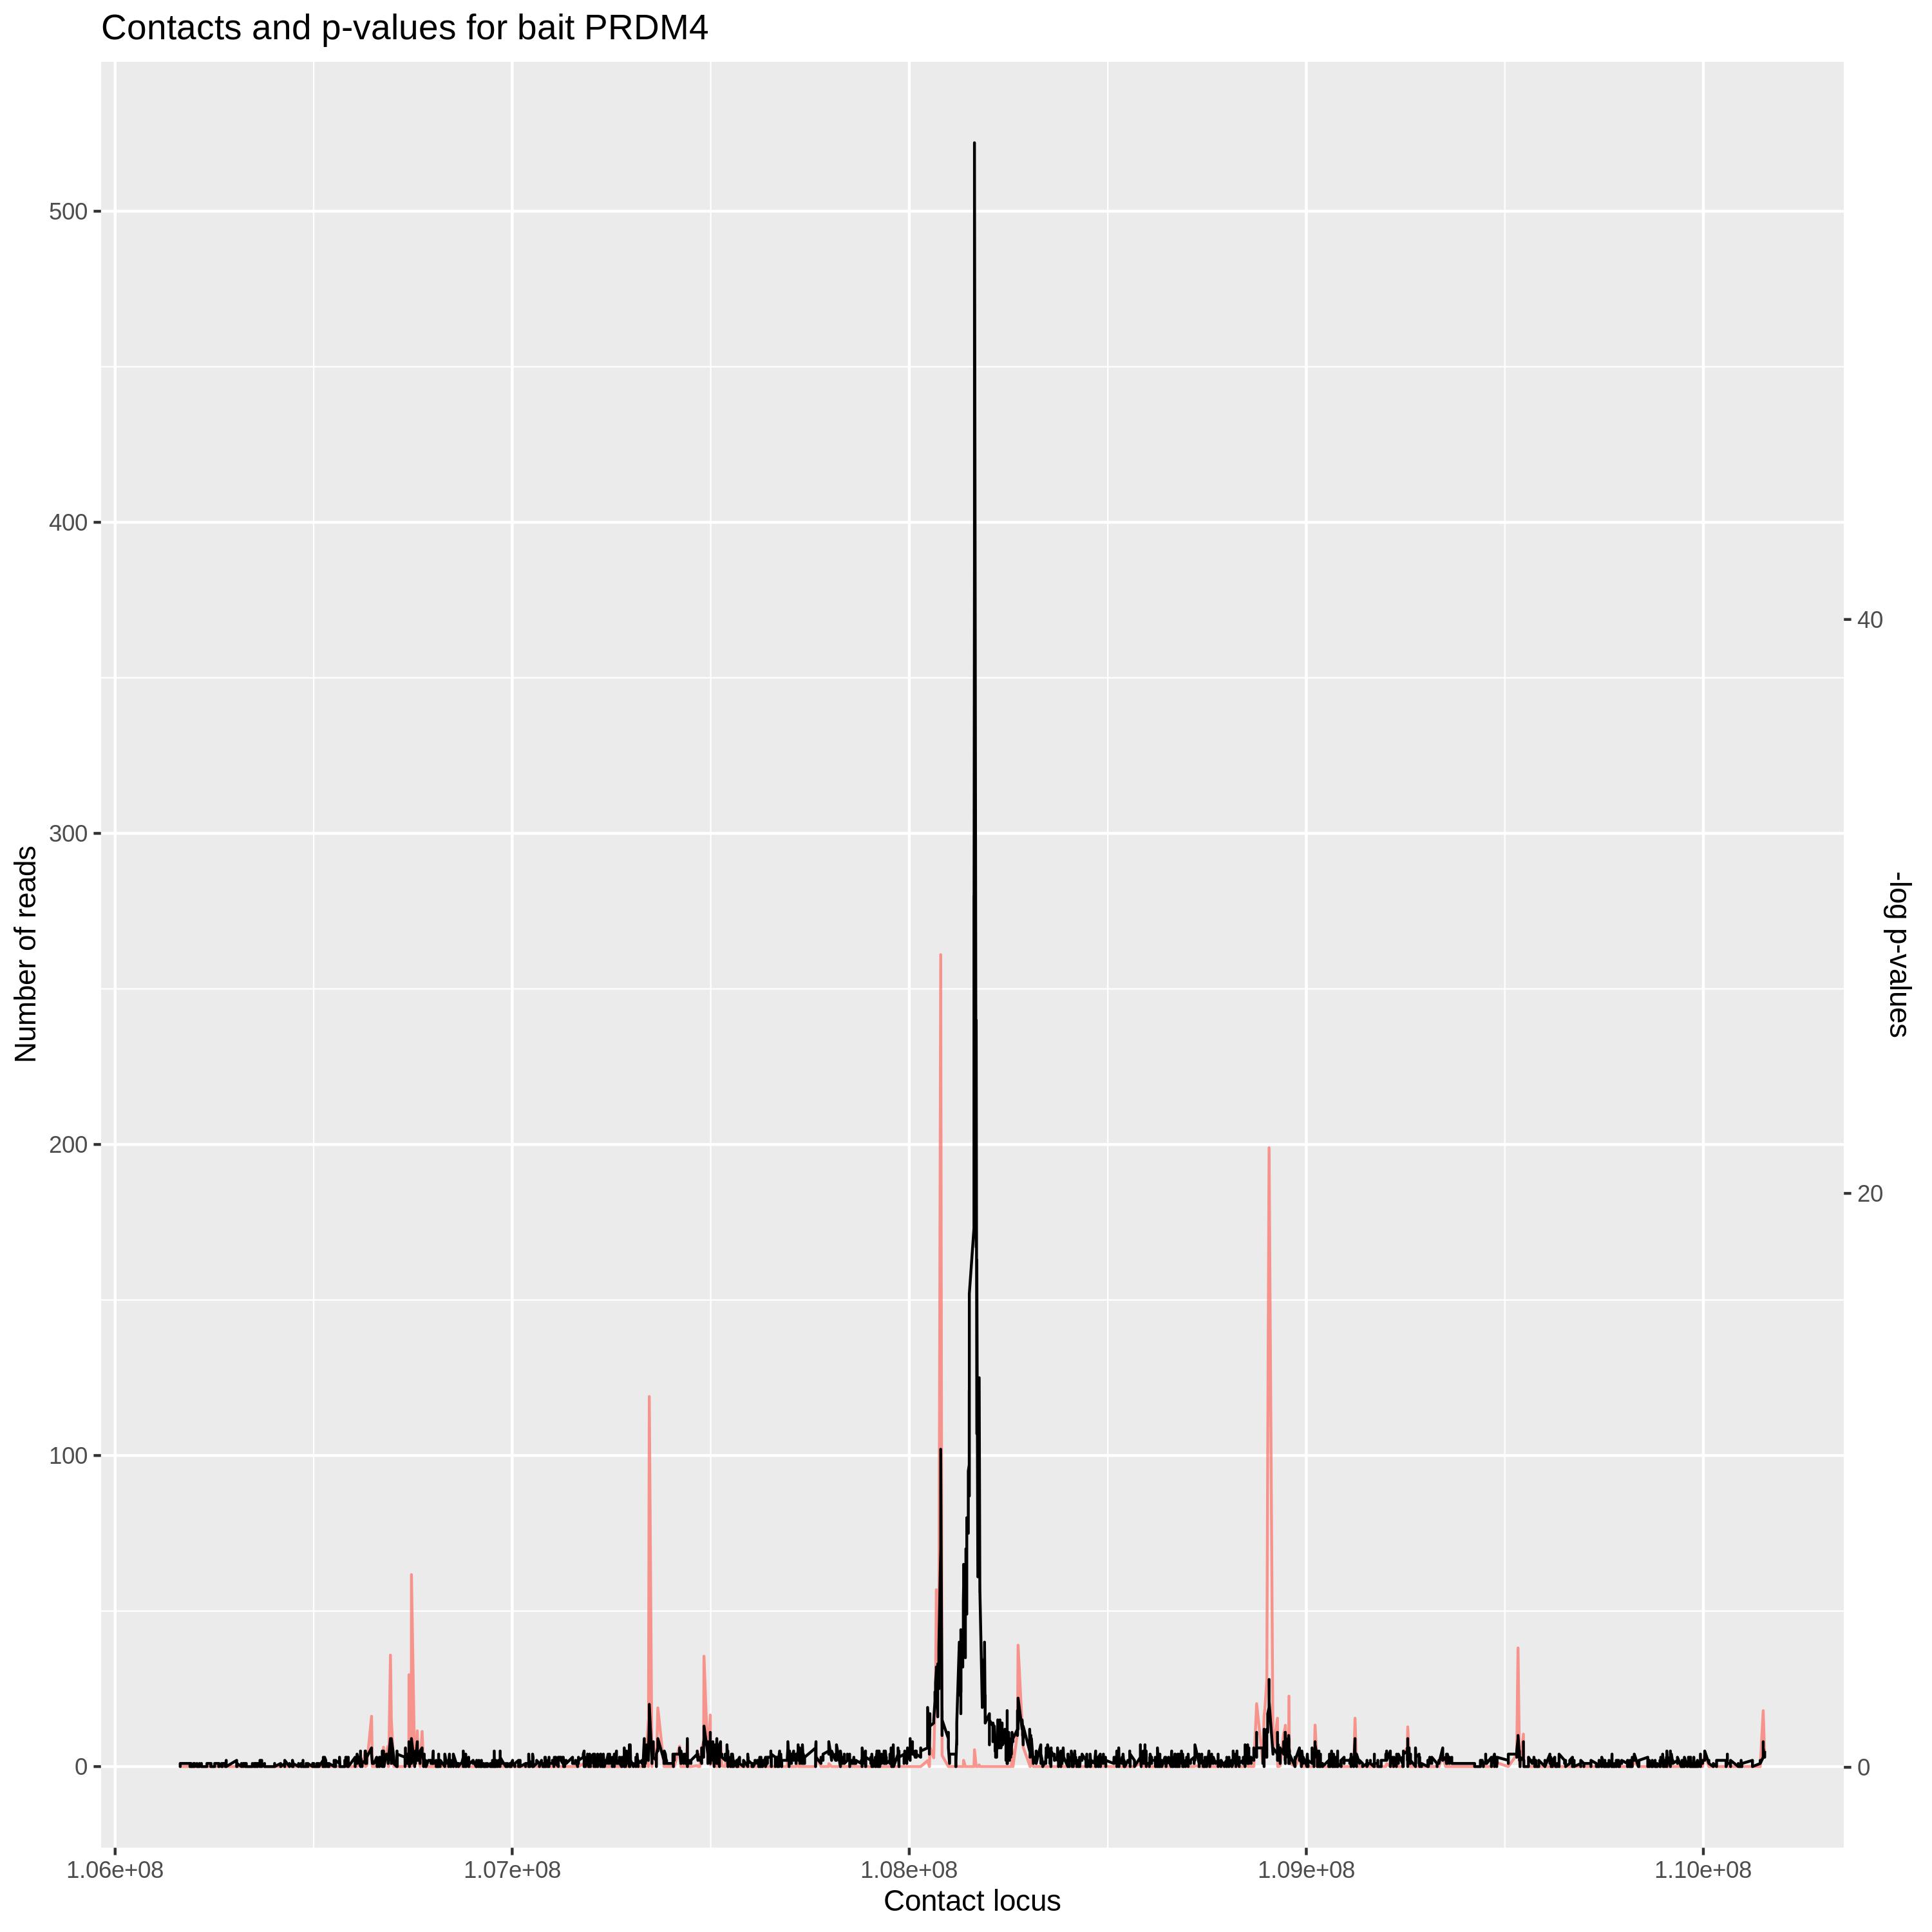 Contacts and p-values for bait PRDM4
Number of reads
500
400
300
200
100
0
40
20
0
-log p-values
1.06e+08
1.07e+08
1.08e+08
1.09e+08
1.10e+08
Contact locus